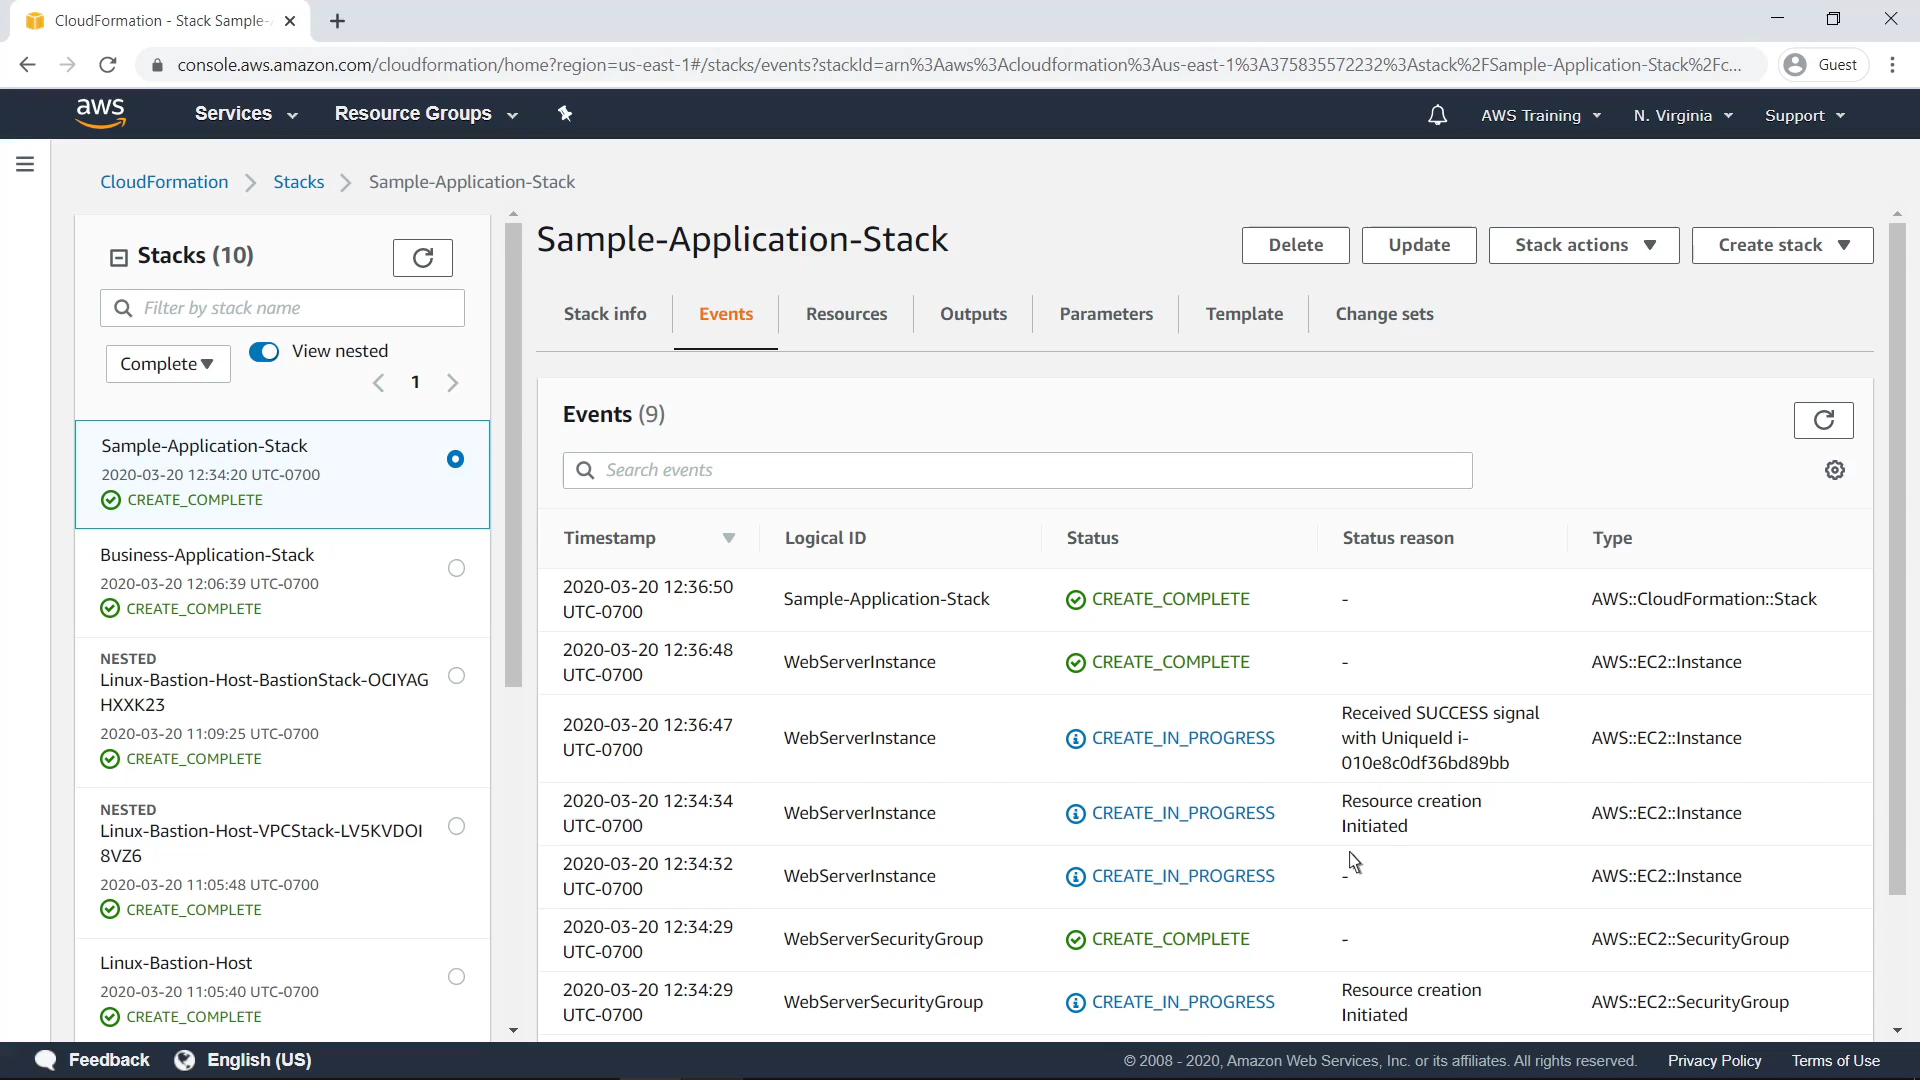 CloudFormation - Stack Sample-
console.aws.amazon.com/cloudformation/home?region=us-east-1#/stacks/events?stackId=arn%3Aaws%3Acloudformation%3Aus-east-1%3A375835572232%3Astack%2FSample-Application-Stack%2Fc...
Guest
aws
Services
Resource Groups
AWS Training
N. Virginia
Support
CloudFormation
Stacks
Sample-Application-Stack
Stacks (10)
Filter by stack name
Complete
View nested
1
Sample-Application-Stack
2020-03-20 12:34:20 UTC-0700
CREATE_COMPLETE
Business-Application-Stack
2020-03-20 12:06:39 UTC-0700
CREATE_COMPLETE
NESTED
Linux-Bastion-Host-BastionStack-OCIYAG
HXXK23
2020-03-20 11:09:25 UTC-0700
CREATE_COMPLETE
NESTED
Linux-Bastion-Host-VPCStack-LV5KVDOI
8VZ6
2020-03-20 11:05:48 UTC-0700
CREATE_COMPLETE
Linux-Bastion-Host
2020-03-20 11:05:40 UTC-0700
CREATE_COMPLETE
Sample-Application-Stack
Delete
Update
Stack actions
Create stack
Stack info
Events
Resources
Outputs
Parameters
Template
Change sets
Events (9)
Search events
Timestamp
Logical ID
Status
Status reason
Type
2020-03-20 12:36:50
UTC-0700
Sample-Application-Stack
CREATE_COMPLETE
-
AWS::CloudFormation::Stack
2020-03-20 12:36:48
UTC-0700
WebServerInstance
CREATE_COMPLETE
-
AWS::EC2::Instance
2020-03-20 12:36:47
UTC-0700
WebServerInstance
CREATE_IN_PROGRESS
Received SUCCESS signal
with UniqueId i-
010e8c0df36bd89bb
AWS::EC2::Instance
2020-03-20 12:34:34
UTC-0700
WebServerInstance
CREATE_IN_PROGRESS
Resource creation
Initiated
AWS::EC2::Instance
2020-03-20 12:34:32
UTC-0700
WebServerInstance
CREATE_IN_PROGRESS
-
AWS::EC2::Instance
2020-03-20 12:34:29
UTC-0700
WebServerSecurityGroup
CREATE_COMPLETE
-
AWS::EC2::SecurityGroup
2020-03-20 12:34:29
UTC-0700
WebServerSecurityGroup
CREATE_IN_PROGRESS
Resource creation
Initiated
AWS::EC2::SecurityGroup
Feedback
English (US)
© 2008 - 2020, Amazon Web Services, Inc. or its affiliates. All rights reserved.
Privacy Policy
Terms of Use